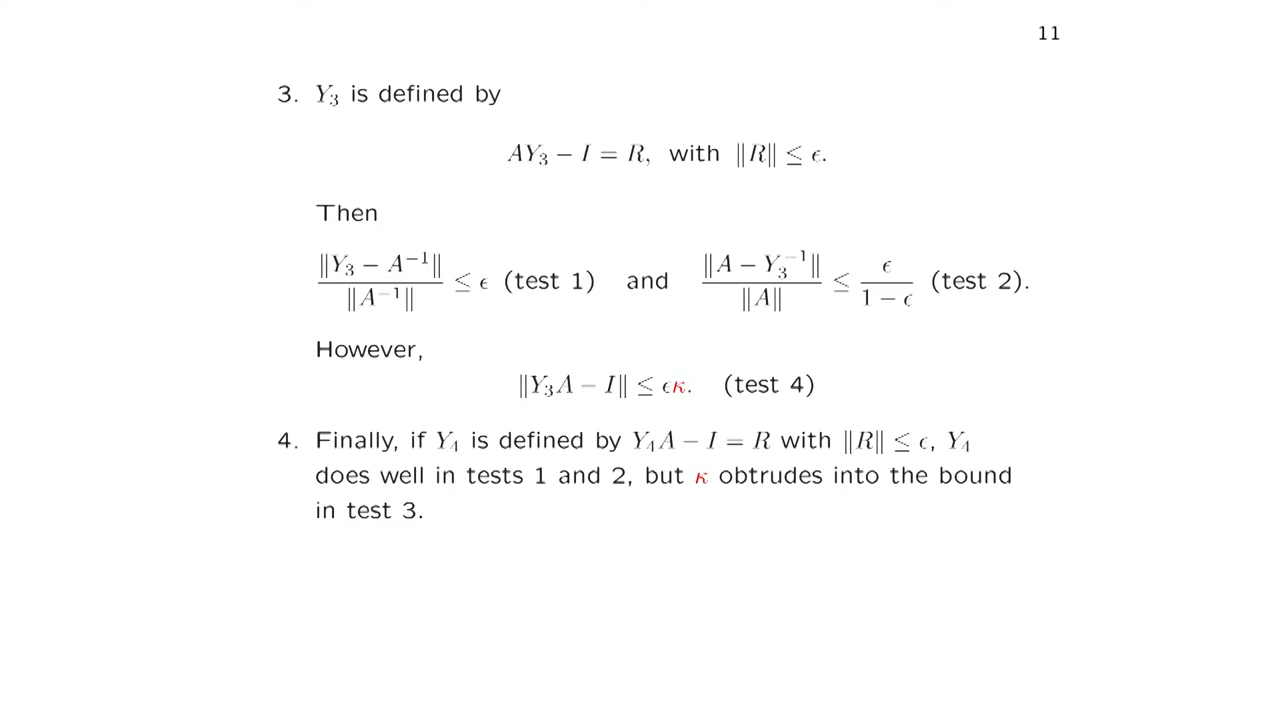 11
3. Y₃ is defined by
AY₃ − I = R, with ‖R‖ ≤ ϵ.
Then
‖Y₃ − A⁻¹‖ / ‖A⁻¹‖ ≤ ϵ (test 1) and ‖A − Y₃⁻¹‖ / ‖A‖ ≤ ϵ / (1 − ϵ) (test 2).
However,
‖Y₃A − I‖ ≤ ϵκ. (test 4)
4. Finally, if Y₄ is defined by Y₄A − I = R with ‖R‖ ≤ ϵ, Y₄
does well in tests 1 and 2, but κ obtrudes into the bound
in test 3.